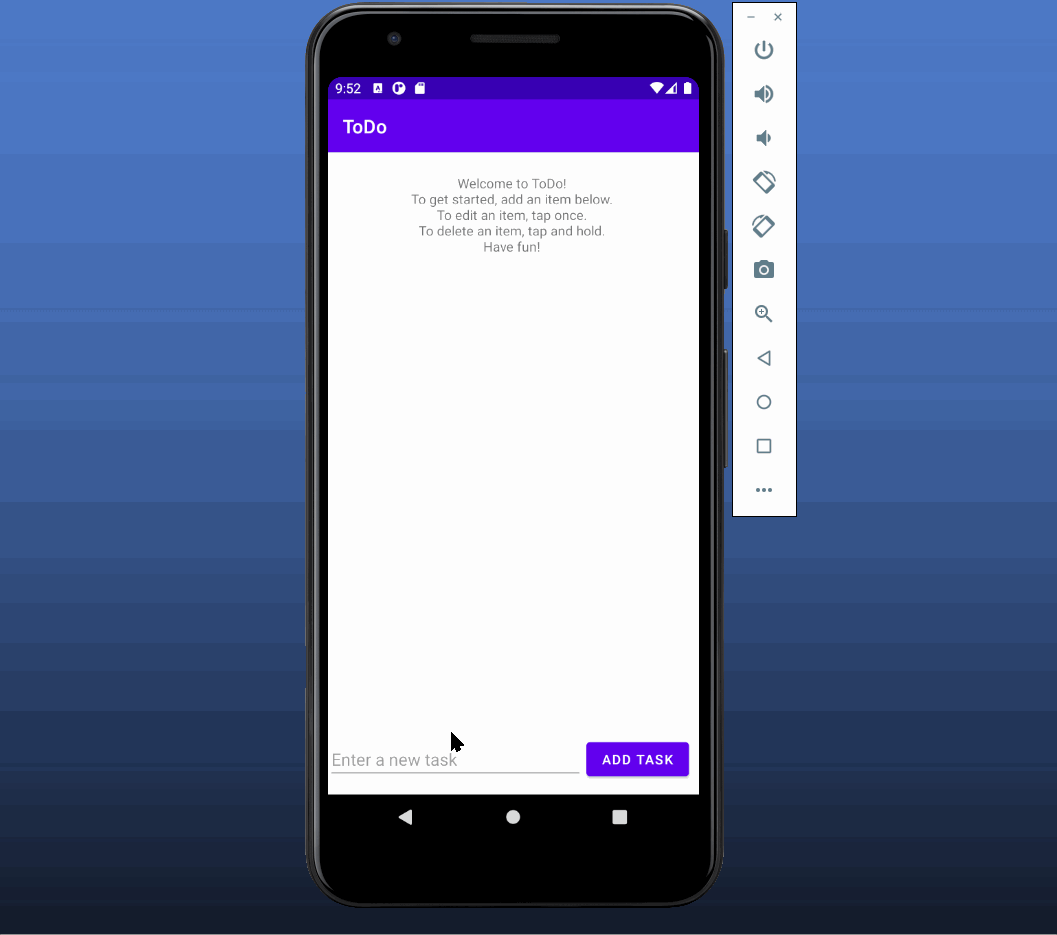 9:52
ToDo
Welcome to ToDo!
To get started, add an item below.
To edit an item, tap once.
To delete an item, tap and hold.
Have fun!
Enter a new task
ADD TASK